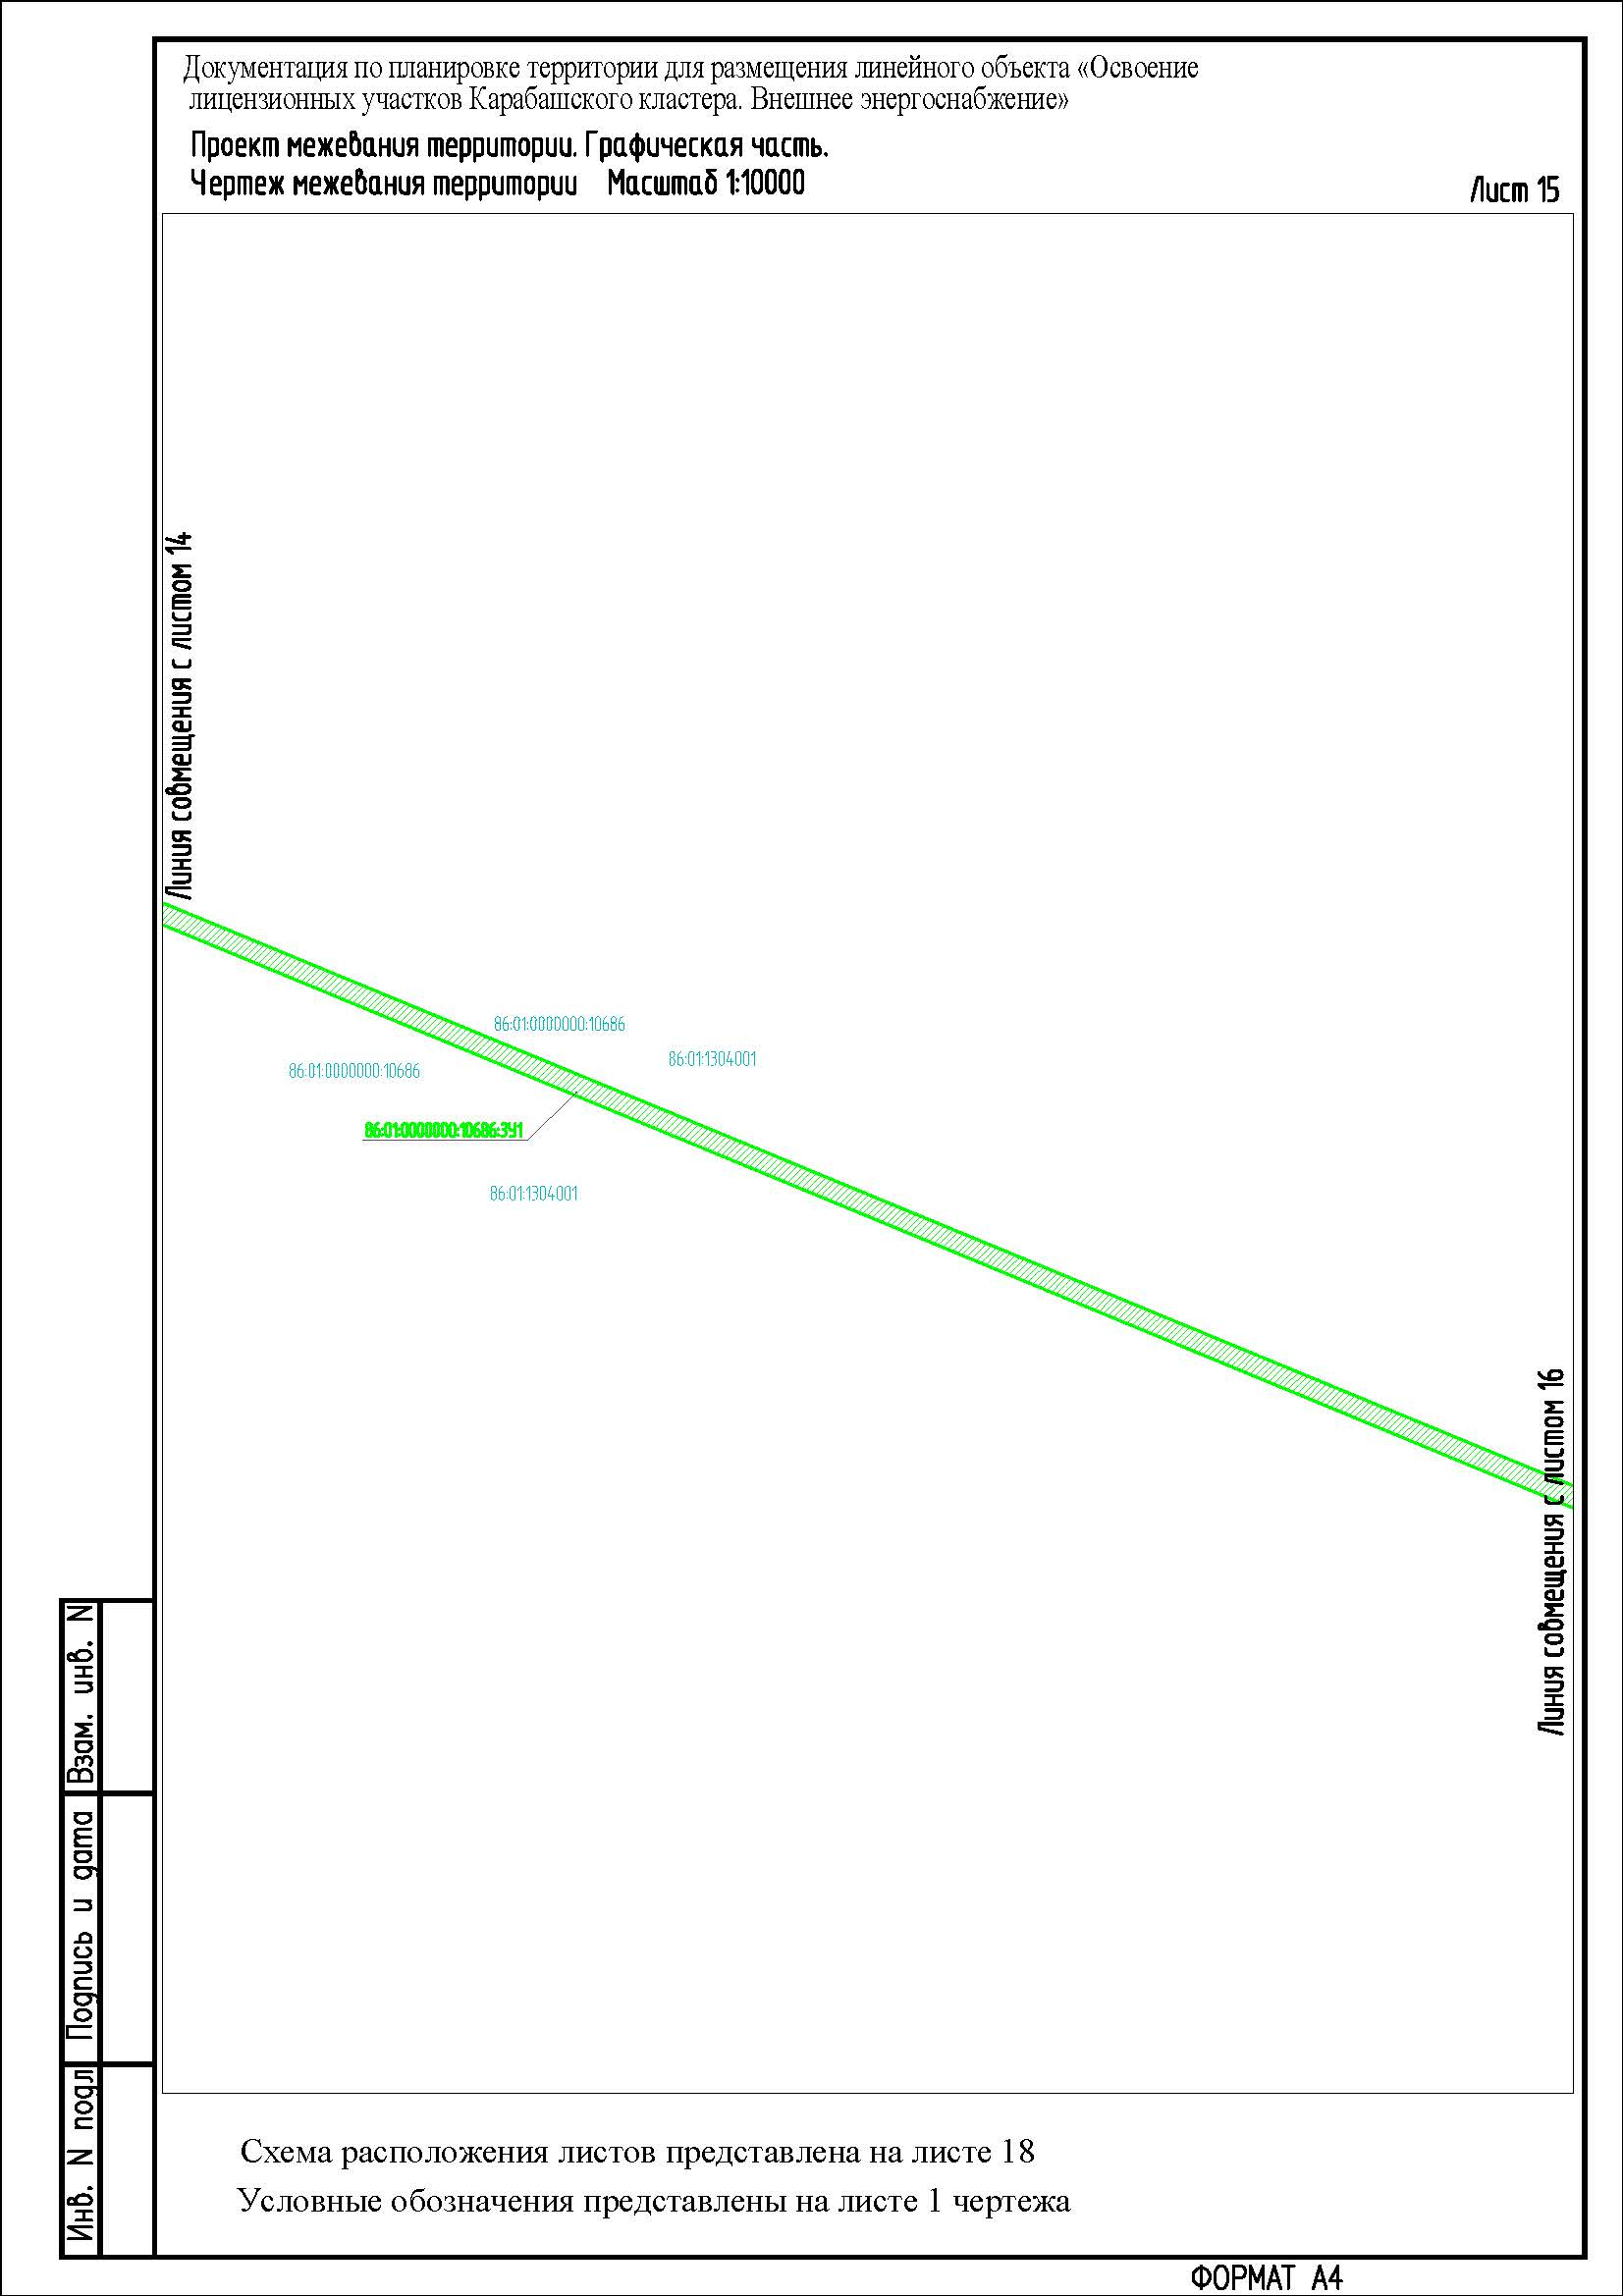 Документация по планировке территории для размещения линейного объекта «Освоение
лицензионных участков Карабашского кластера. Внешнее энергоснабжение»
Проект межевания территории. Графическая часть.
Чертеж межевания территории Масштаб 1:10000
Лист 15
Линия совмещения с листом 14
86:01:0000000:10686
86:01:1304001
86:01:0000000:10686
86:01:0000000:10686:ЗУ1
86:01:1304001
Линия совмещения с листом 16
Взам. инв. N
Подпись и дата
Инв. N подл
Схема расположения листов представлена на листе 18
Условные обозначения представлены на листе 1 чертежа
ФОРМАТ А4